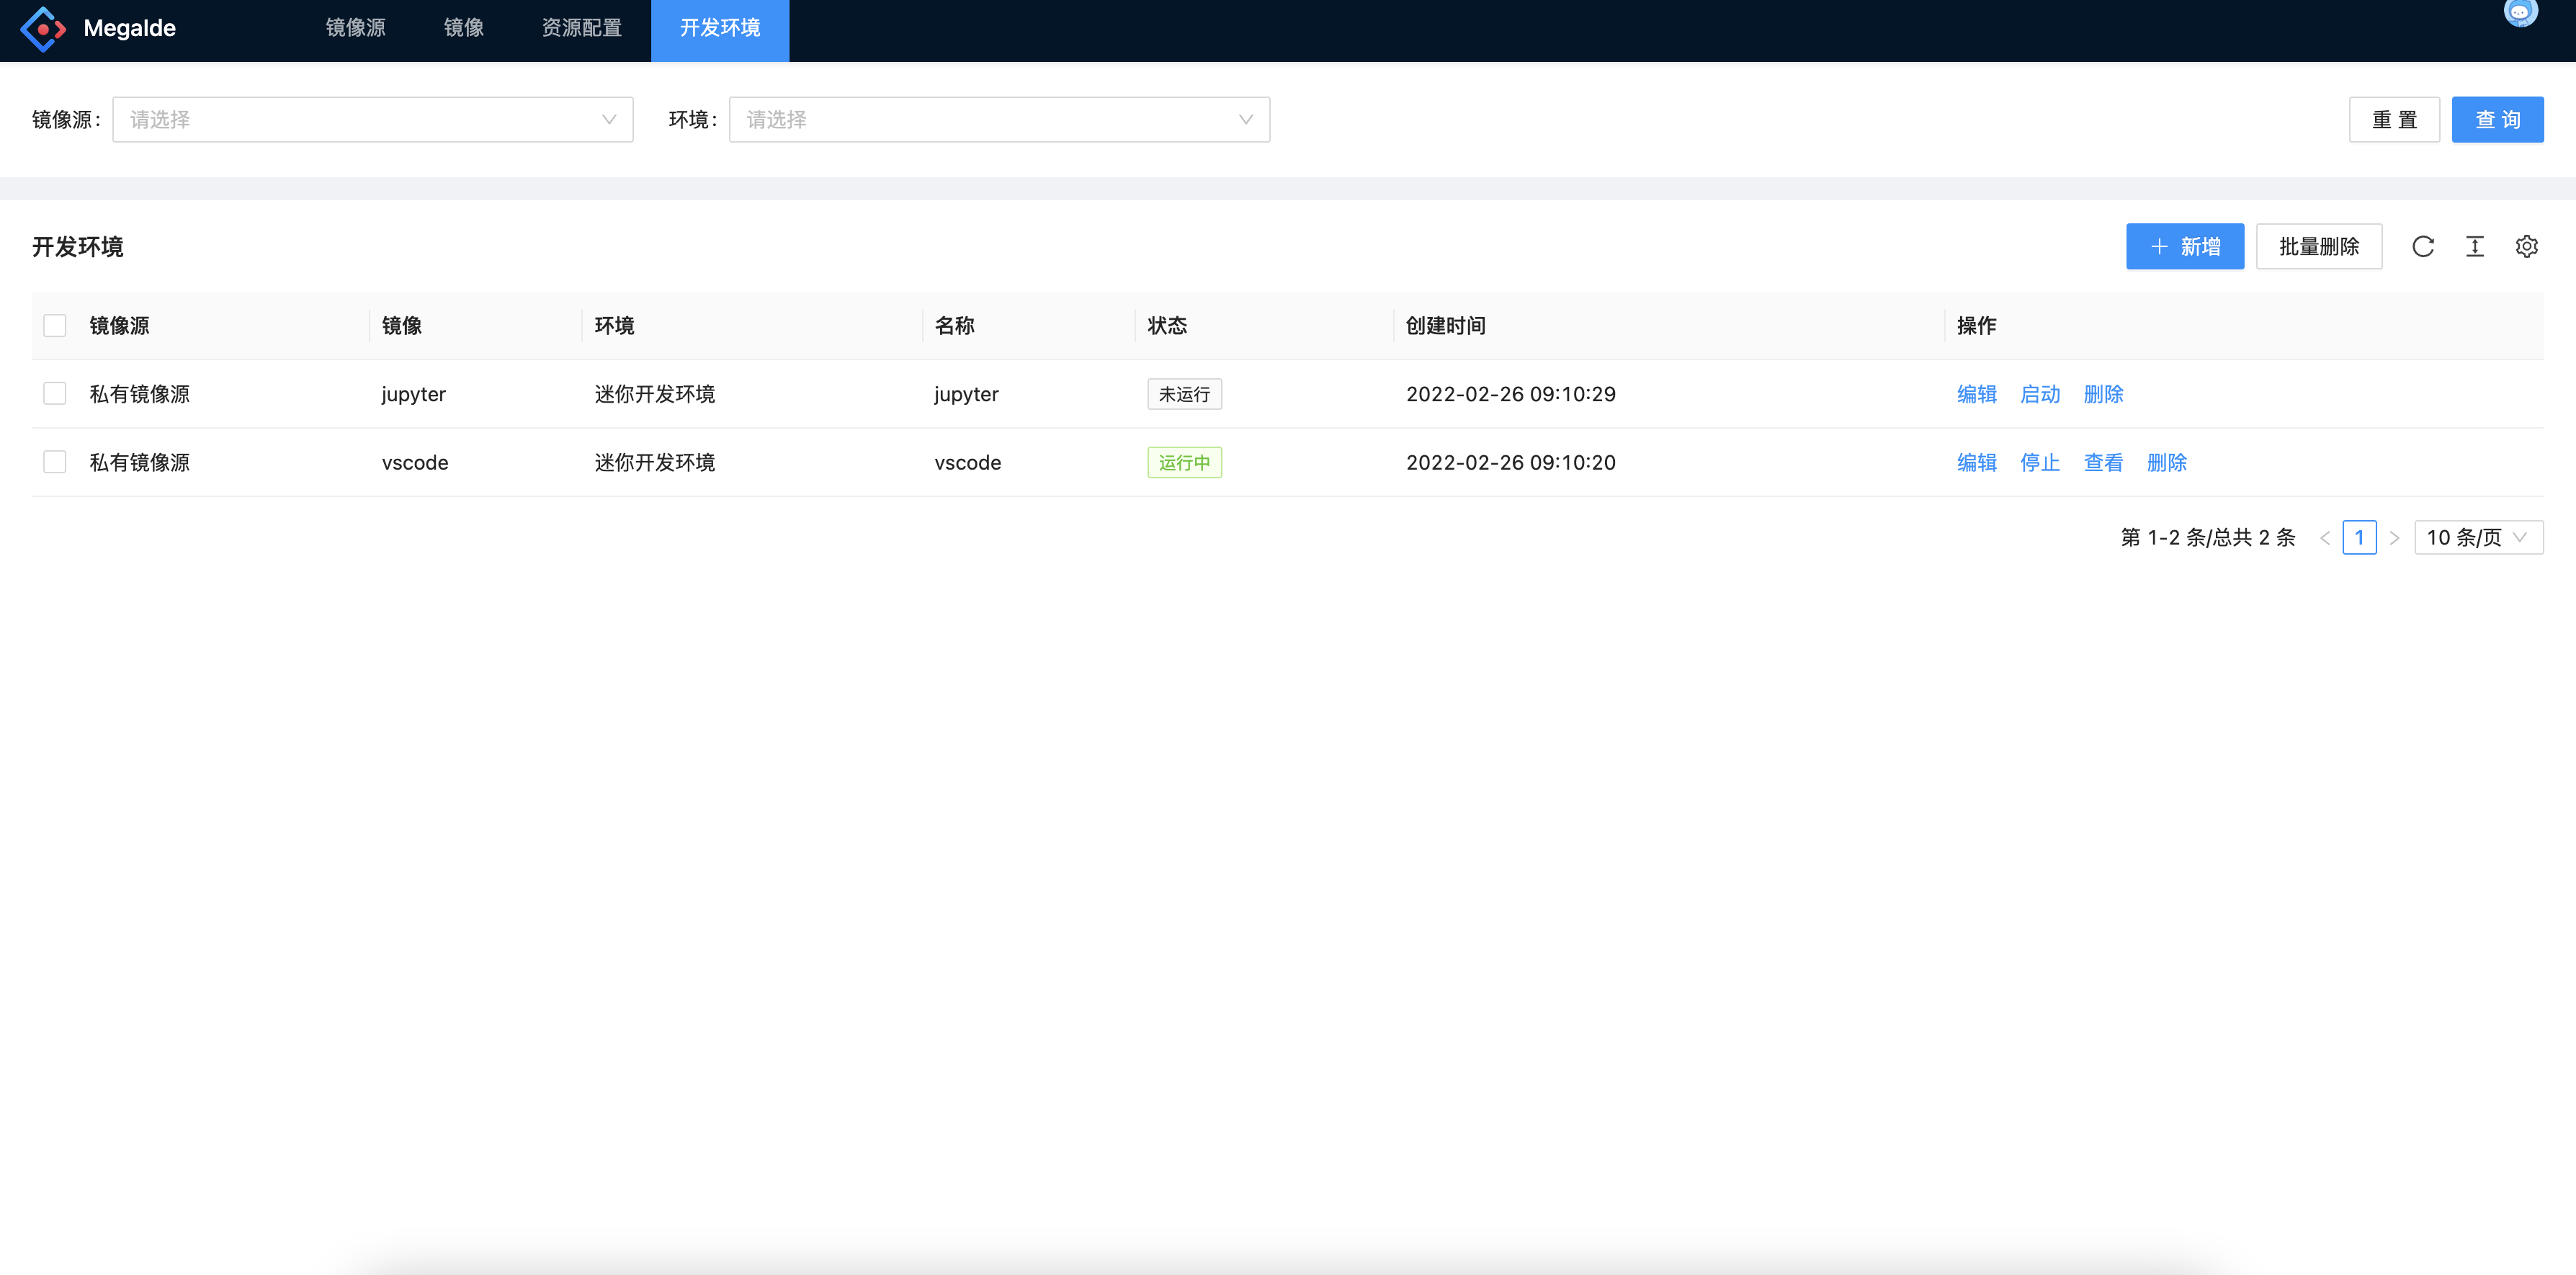 MegaIde 镜像源 镜像 资源配置 开发环境
镜像源: 请选择 环境: 请选择 重 置 查 询
开发环境 新增 批量删除
镜像源 镜像 环境 名称 状态 创建时间 操作
私有镜像源 jupyter 迷你开发环境 jupyter 未运行 2022-02-26 09:10:29 编辑 启动 删除
私有镜像源 vscode 迷你开发环境 vscode 运行中 2022-02-26 09:10:20 编辑 停止 查看 删除
第 1-2 条/总共 2 条 < 1 > 10 条/页